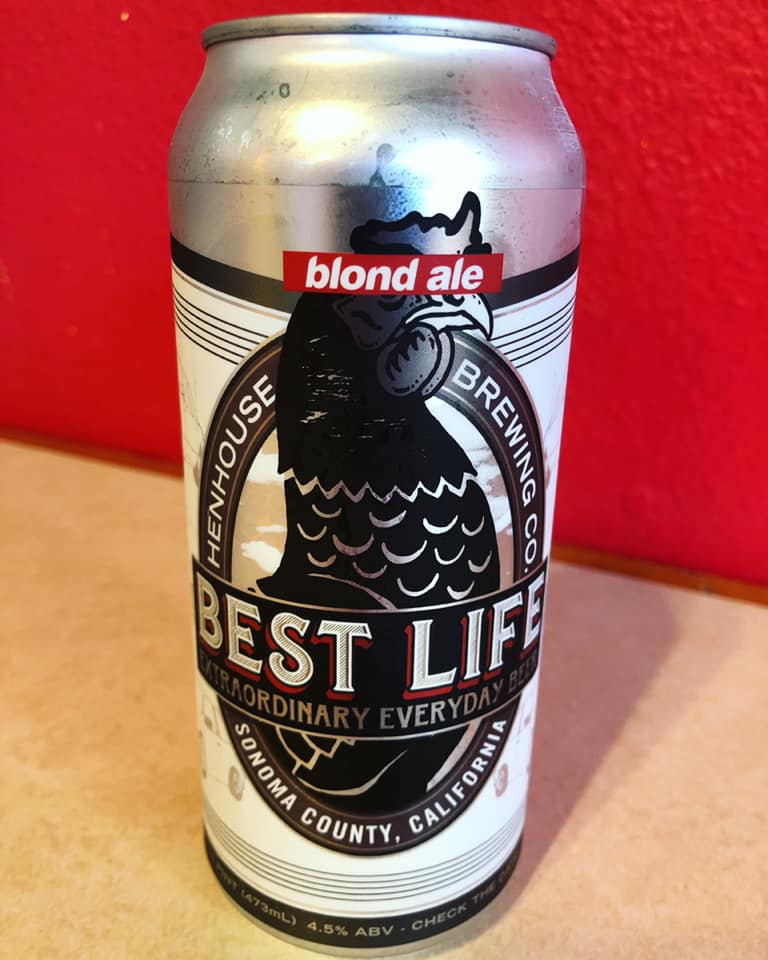 blond ale
HENHOUSE BREWING CO
BEST LIFE
EXTRAORDINARY EVERYDAY BEER
SONOMA COUNTY, CALIFORNIA
(473mL) 4.5% ABV - CHECK THE